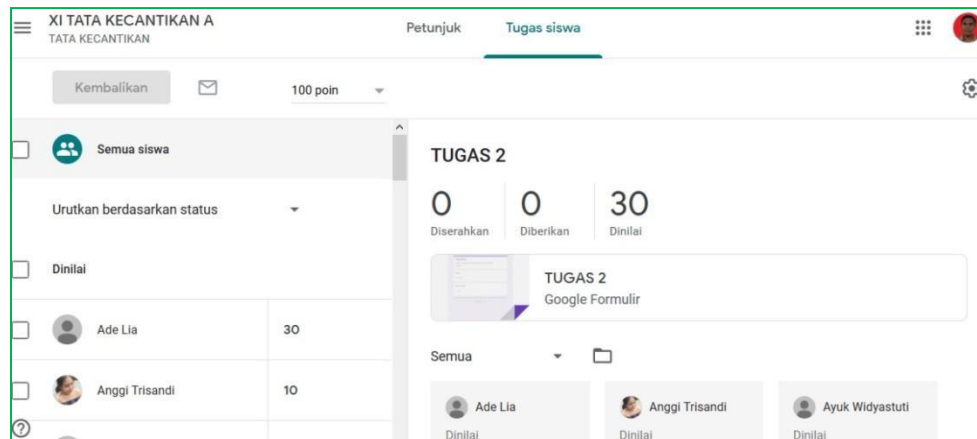 XI TATA KECANTIKAN A
TATA KECANTIKAN
Petunjuk
Tugas siswa
Kembalikan
100 poin
Semua siswa
Urutkan berdasarkan status
Dinilai
Ade Lia
30
Anggi Trisandi
10
TUGAS 2
0
0
30
Diserahkan
Diberikan
Dinilai
TUGAS 2
Google Formulir
Semua
Ade Lia
Dinilai
Anggi Trisandi
Dinilai
Ayuk Widyastuti
Dinilai